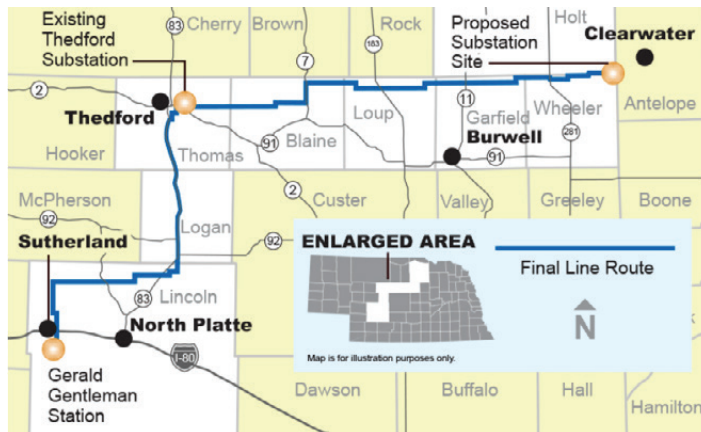 Existing
Thedford
Substation
83
Cherry
Brown
7
Rock
183
Proposed
Substation
Site
Holt
Clearwater
2
Thedford
11
Garfield
Wheeler
Antelope
Loup
Burwell
281
91
Hooker
Thomas
91
Blaine
91
McPherson
2
Custer
Valley
Greeley
Boone
92
Sutherland
Logan
92
ENLARGED AREA
Final Line Route
Lincoln
83
North Platte
N
I-80
Map is for illustration purposes only.
Gerald
Gentleman
Station
Dawson
Buffalo
Hall
Hamilton